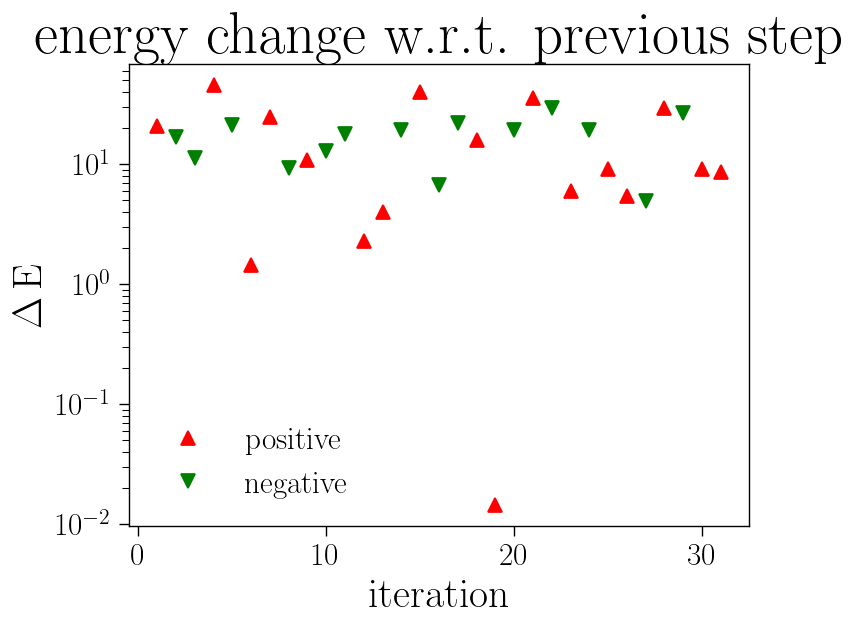 energy change w.r.t. previous step
Δ E
10^1
10^0
10^−1
10^−2
positive
negative
0 10 20 30
iteration